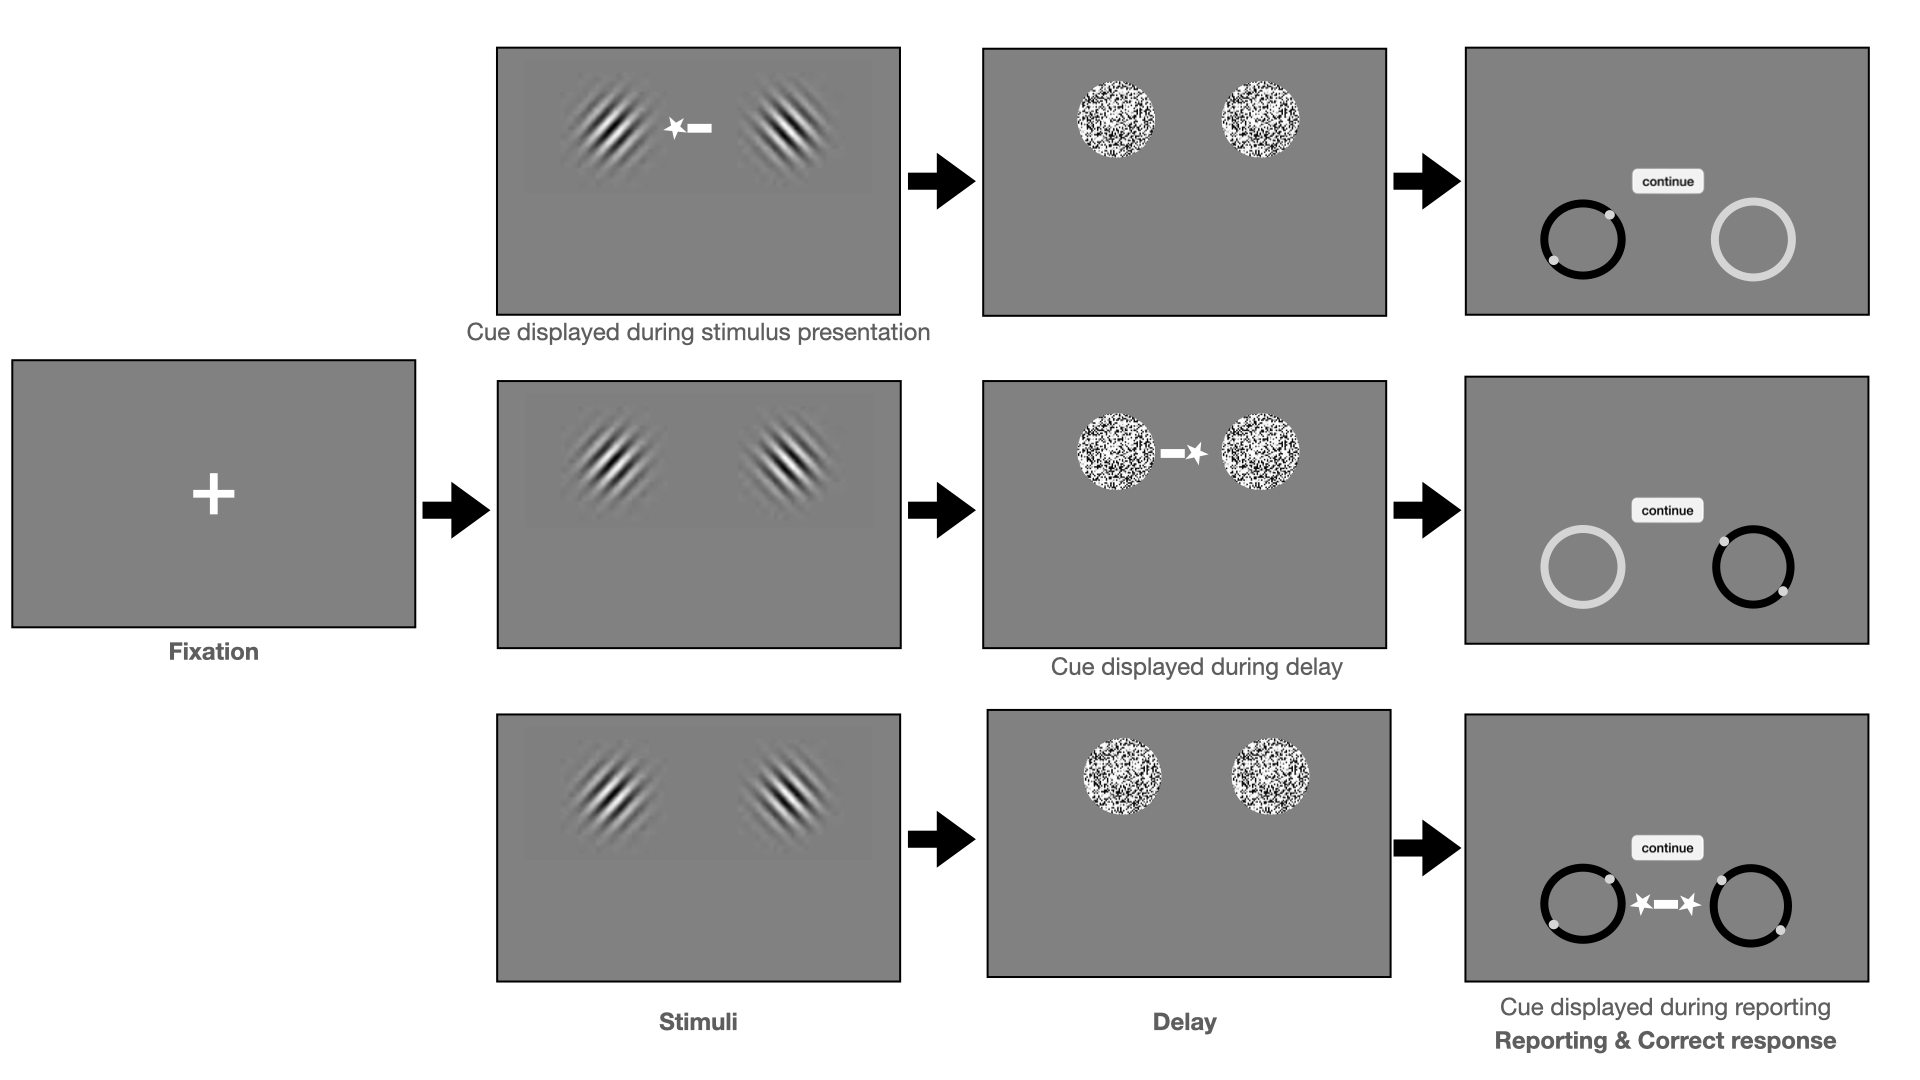 continue
Cue displayed during stimulus presentation
continue
Fixation
Cue displayed during delay
continue
Stimuli
Delay
Cue displayed during reporting
Reporting & Correct response